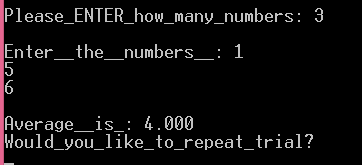 Please_ENTER_how_many_numbers: 3
Enter__the__numbers__: 1
5
6
Average__is_: 4.000
Would_you_like_to_repeat_trial?